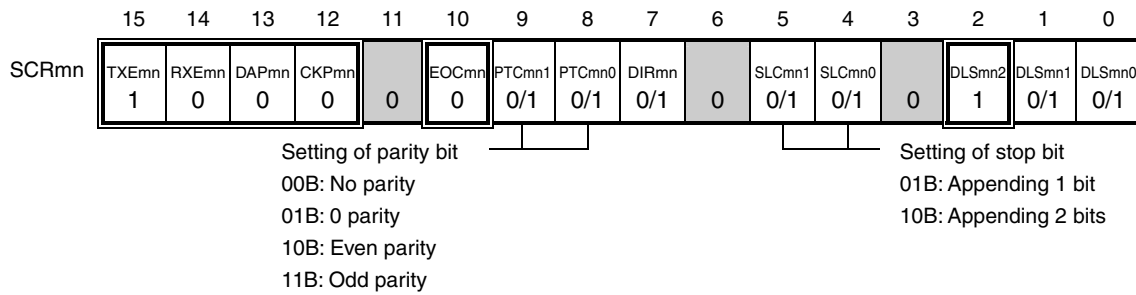 15 14 13 12 11 10 9 8 7 6 5 4 3 2 1 0
SCRmn TXEmn RXEmn DAPmn CKPmn EOCmn PTCmn1 PTCmn0 DIRmn SLCmn1 SLCmn0 DLSmn2 DLSmn1 DLSmn0
1 0 0 0 0 0 0/1 0/1 0/1 0 0/1 0/1 0 1 0/1 0/1
Setting of parity bit
00B: No parity
01B: 0 parity
10B: Even parity
11B: Odd parity
Setting of stop bit
01B: Appending 1 bit
10B: Appending 2 bits